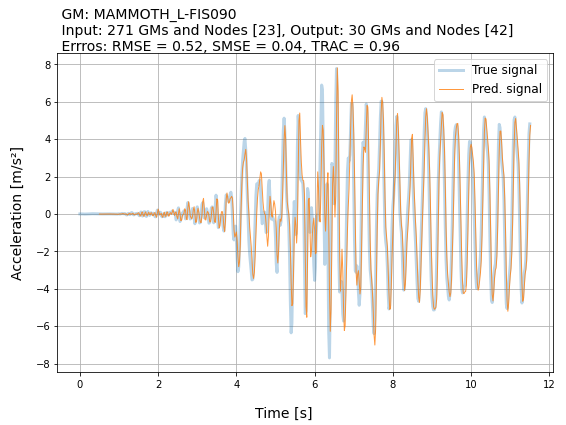 GM: MAMMOTH_L-FIS090
Input: 271 GMs and Nodes [23], Output: 30 GMs and Nodes [42]
Errros: RMSE = 0.52, SMSE = 0.04, TRAC = 0.96
True signal
Pred. signal
8
6
4
2
0
−2
−4
−6
−8
Acceleration [m/s²]
0 2 4 6 8 10 12
Time [s]